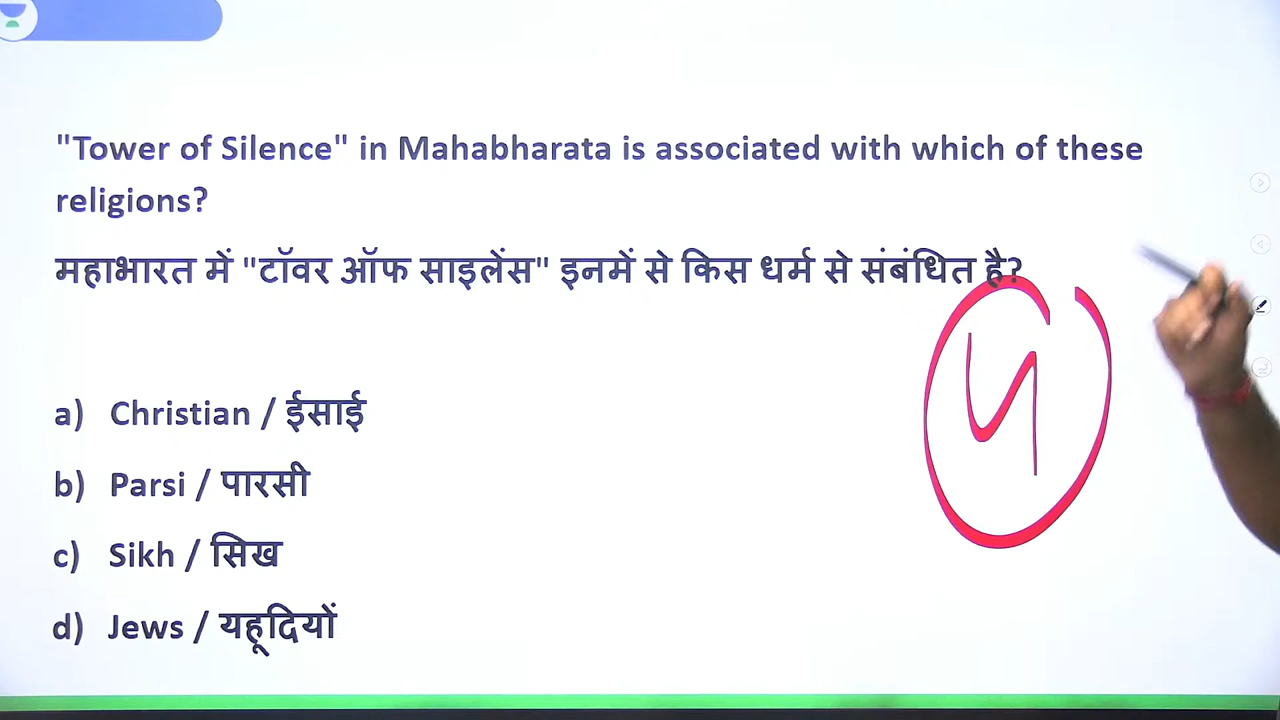 "Tower of Silence" in Mahabharata is associated with which of these
religions?
महाभारत में "टॉवर ऑफ साइलेंस" इनमें से किस धर्म से संबंधित है?
a) Christian / ईसाई
b) Parsi / पारसी
c) Sikh / सिख
d) Jews / यहूदियों